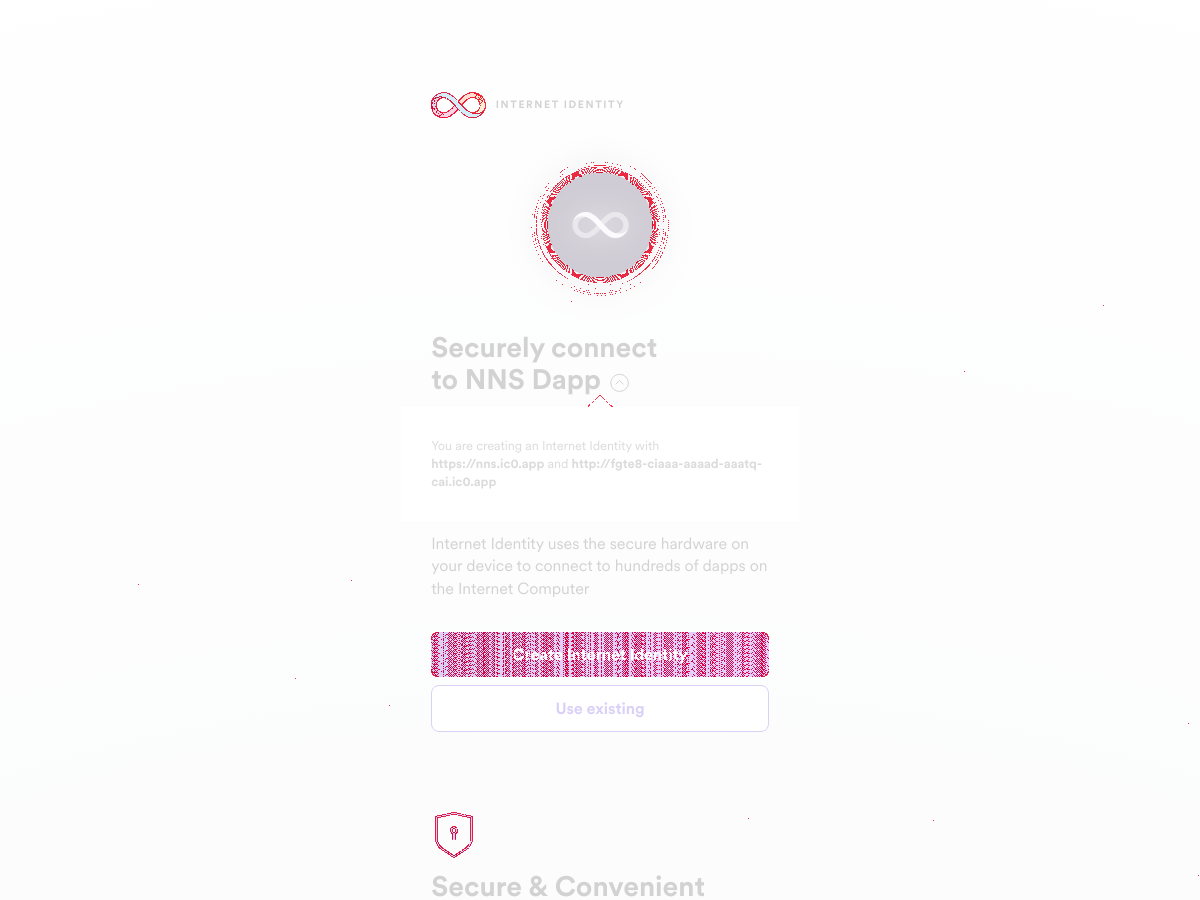 INTERNET IDENTITY
Securely connect
to NNS Dapp
You are creating an Internet Identity with
https://nns.ic0.app and http://fgte8-ciaaa-aaaad-aaatq-
cai.ic0.app
Internet Identity uses the secure hardware on
your device to connect to hundreds of dapps on
the Internet Computer
Create Internet Identity
Use existing
Secure & Convenient